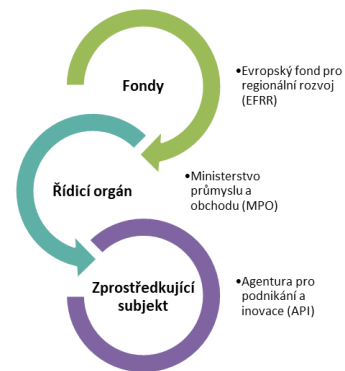 Fondy
•Evropský fond pro
regionální rozvoj
(EFRR)
Řídicí orgán
•Ministerstvo
průmyslu a
obchodu (MPO)
Zprostředkující
subjekt
•Agentura pro
podnikání a
inovace (API)